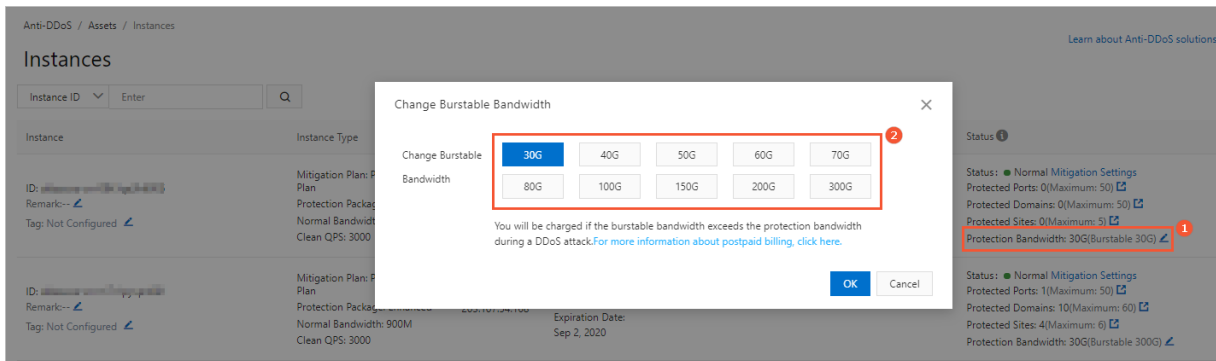 Anti-DDoS / Assets / Instances
Learn about Anti-DDoS solutions
Instances
Instance ID Enter
Instance Instance Type Status
Change Burstable Bandwidth
Change Burstable Bandwidth
30G 40G 50G 60G 70G
80G 100G 150G 200G 300G
2
You will be charged if the burstable bandwidth exceeds the protection bandwidth
during a DDoS attack.For more information about postpaid billing, click here.
OK Cancel
ID:
Remark:--
Tag: Not Configured
Mitigation Plan: P
Plan
Protection Packag
Normal Bandwidt
Clean QPS: 3000
Status: Normal Mitigation Settings
Protected Ports: 0(Maximum: 50)
Protected Domains: 0(Maximum: 50)
Protected Sites: 0(Maximum: 5)
Protection Bandwidth: 30G(Burstable 30G)
1
ID:
Remark:--
Tag: Not Configured
Mitigation Plan: P
Plan
Protection Package: Enhanced
Normal Bandwidth: 900M
Clean QPS: 3000
Expiration Date:
Sep 2, 2020
Status: Normal Mitigation Settings
Protected Ports: 1(Maximum: 50)
Protected Domains: 10(Maximum: 60)
Protected Sites: 4(Maximum: 6)
Protection Bandwidth: 30G(Burstable 300G)